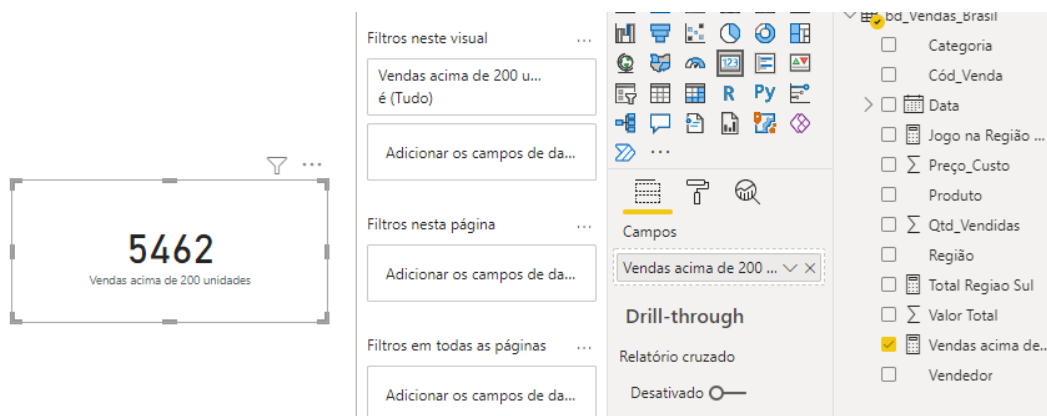 5462
Vendas acima de 200 unidades
Filtros neste visual
...
Vendas acima de 200 u...
é (Tudo)
Adicionar os campos de da...
Filtros nesta página
...
Adicionar os campos de da...
Filtros em todas as páginas
...
Adicionar os campos de da...
123
R
Py
...
Campos
Vendas acima de 200 ...
Drill-through
Relatório cruzado
Desativado
bd_Vendas_Brasil
Categoria
Cód_Venda
Data
Jogo na Região ...
Preço_Custo
Produto
Qtd_Vendidas
Região
Total Regiao Sul
Valor Total
Vendas acima de...
Vendedor